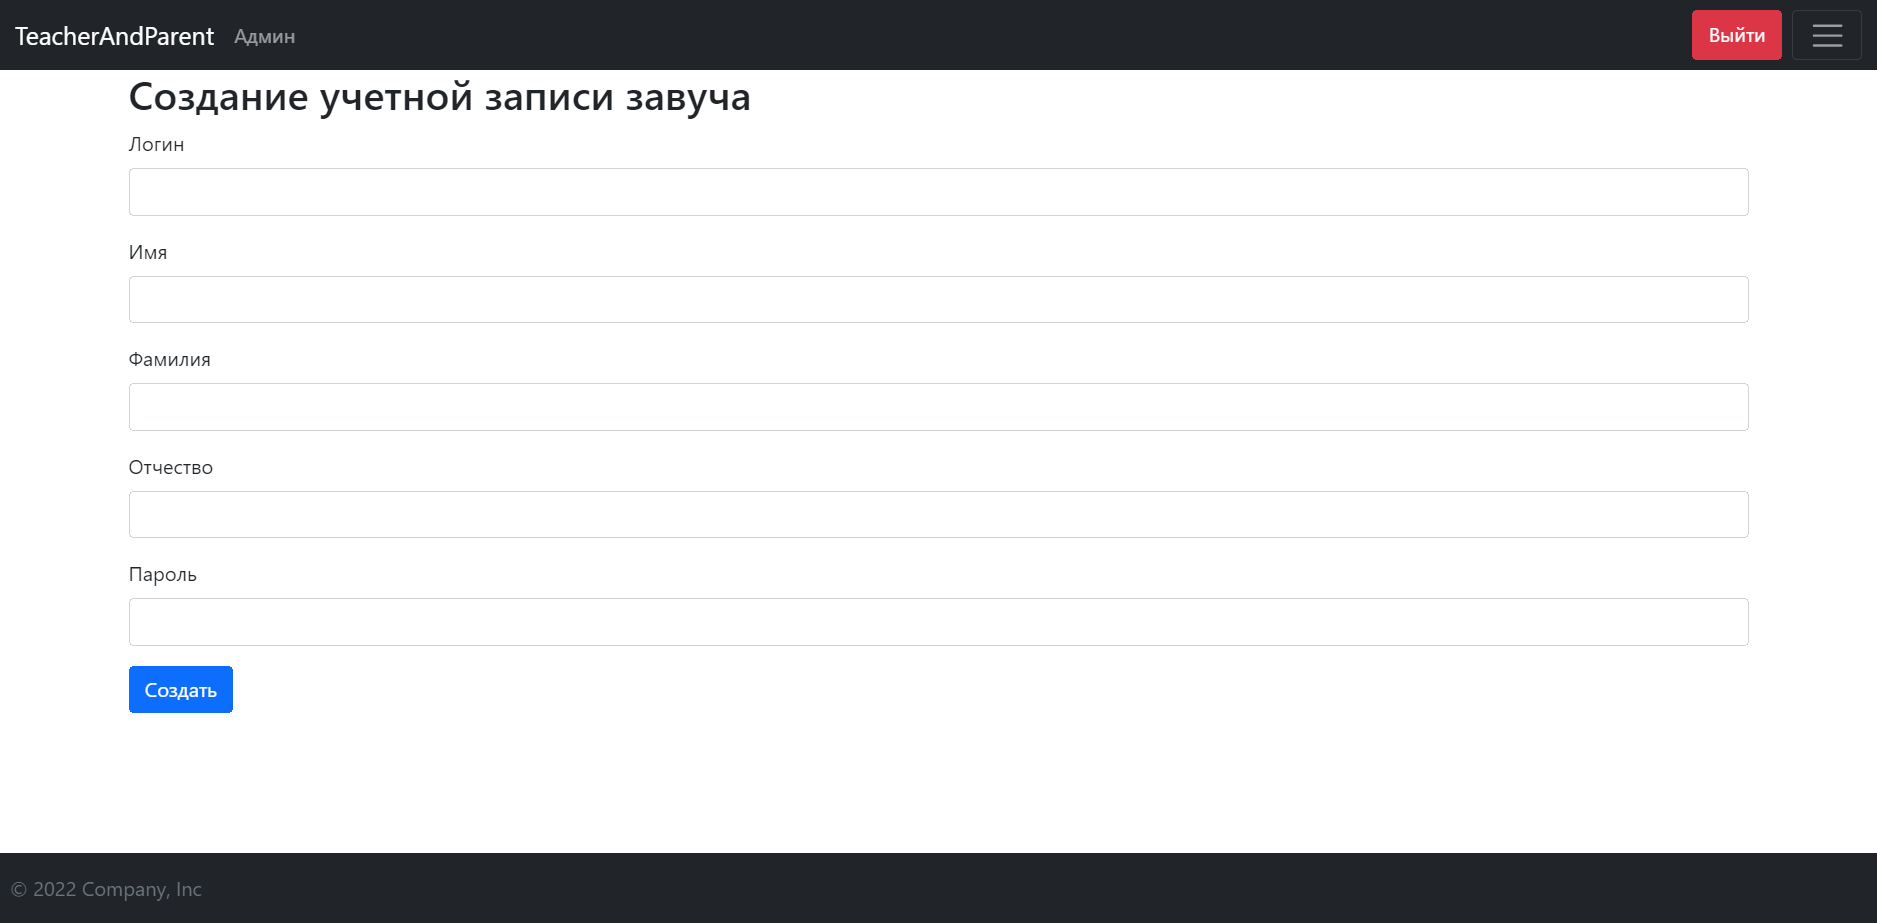 TeacherAndParent Админ Выйти
Создание учетной записи завуча
Логин
Имя
Фамилия
Отчество
Пароль
Создать
© 2022 Company, Inc